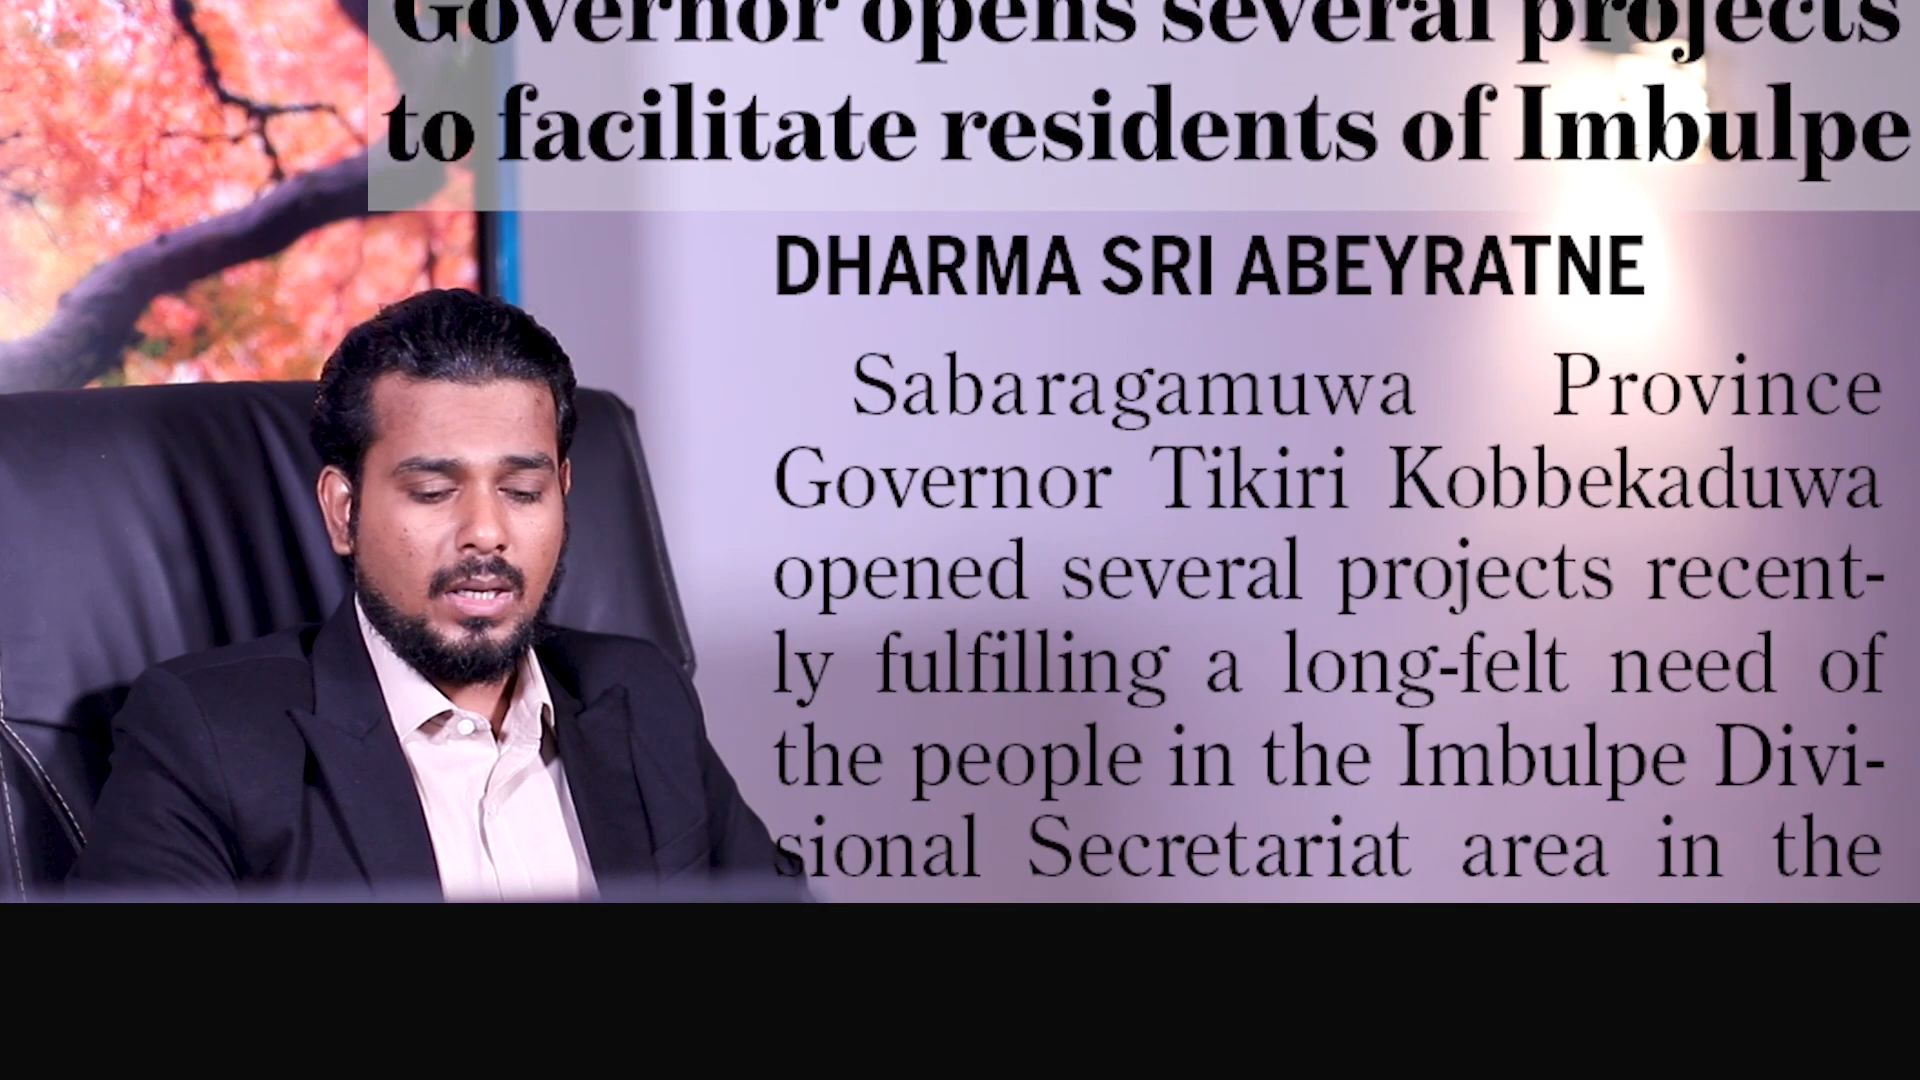 Governor opens several projects
to facilitate residents of Imbulpe
DHARMA SRI ABEYRATNE
Sabaragamuwa Province
Governor Tikiri Kobbekaduwa
opened several projects recent-
ly fulfilling a long-felt need of
the people in the Imbulpe Divi-
sional Secretariat area in the